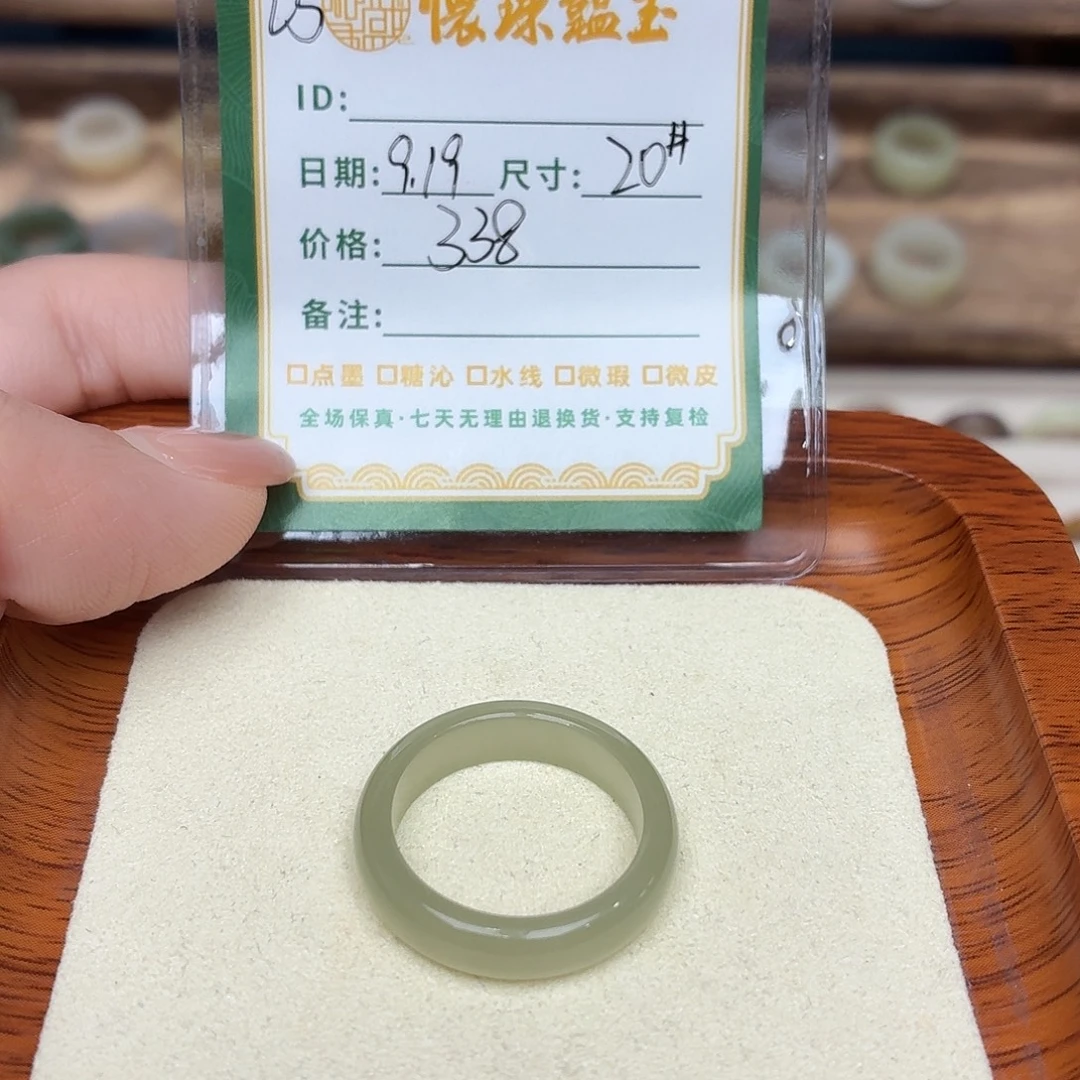 懷琛韞玉
ID:
日期:9.19 尺寸:20#
价格:338
备注:
☐点墨 ☐糖沁 ☐水线 ☐微瑕 ☐微皮
全场保真·七天无理由退换货·支持复检